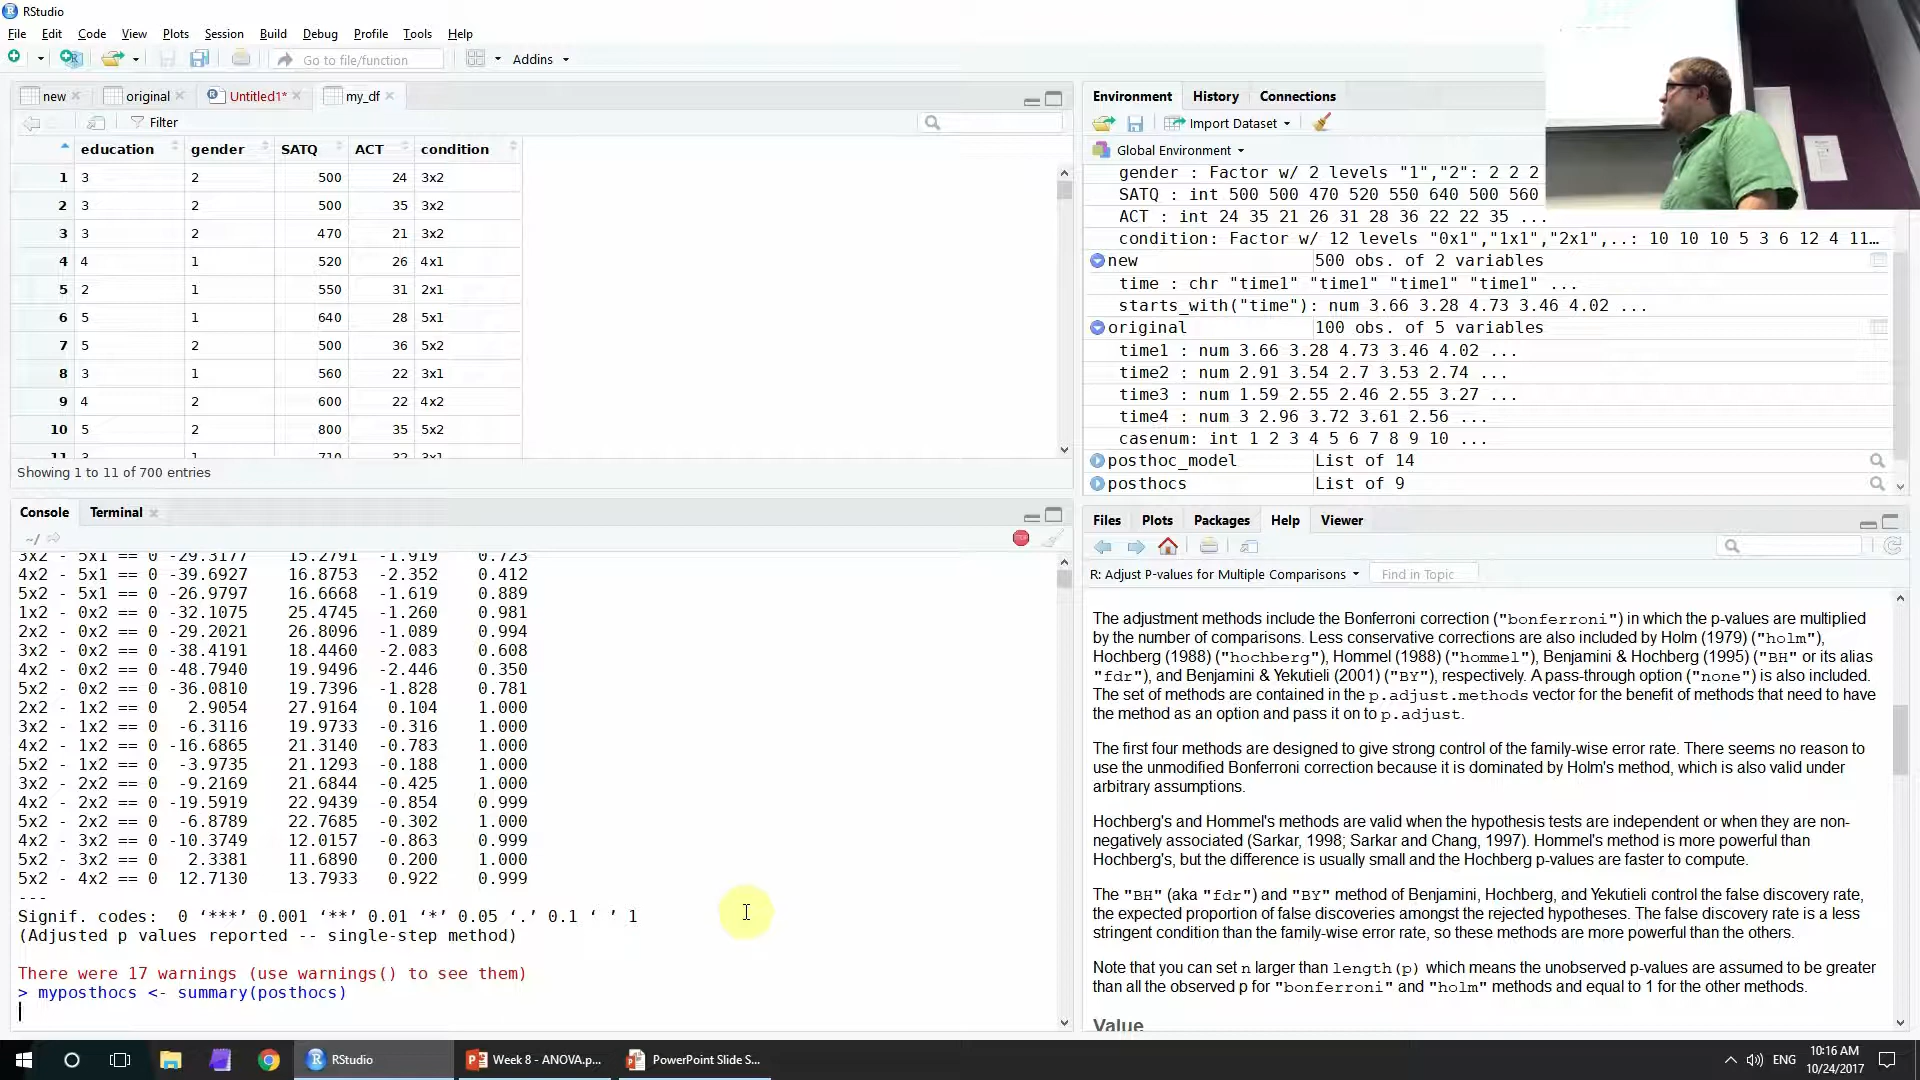 RStudio
File Edit Code View Plots Session Build Debug Profile Tools Help
Go to file/function Addins
new original Untitled1* my_df
Filter
education gender SATQ ACT condition
1 3 2 500 24 3x2
2 3 2 500 35 3x2
3 3 2 470 21 3x2
4 4 1 520 26 4x1
5 2 1 550 31 2x1
6 5 1 640 28 5x1
7 5 2 500 36 5x2
8 3 1 560 22 3x1
9 4 2 600 22 4x2
10 5 2 800 35 5x2
11 3 1 710 32 3x1
Showing 1 to 11 of 700 entries
Console Terminal
~/
3x2 - 5x1 == 0 -29.3177 15.2791 -1.919 0.723
4x2 - 5x1 == 0 -39.6927 16.8753 -2.352 0.412
5x2 - 5x1 == 0 -26.9797 16.6668 -1.619 0.889
1x2 - 0x2 == 0 -32.1075 25.4745 -1.260 0.981
2x2 - 0x2 == 0 -29.2021 26.8096 -1.089 0.994
3x2 - 0x2 == 0 -38.4191 18.4460 -2.083 0.608
4x2 - 0x2 == 0 -48.7940 19.9496 -2.446 0.350
5x2 - 0x2 == 0 -36.0810 19.7396 -1.828 0.781
2x2 - 1x2 == 0 2.9054 27.9164 0.104 1.000
3x2 - 1x2 == 0 -6.3116 19.9733 -0.316 1.000
4x2 - 1x2 == 0 -16.6865 21.3140 -0.783 1.000
5x2 - 1x2 == 0 -3.9735 21.1293 -0.188 1.000
3x2 - 2x2 == 0 -9.2169 21.6844 -0.425 1.000
4x2 - 2x2 == 0 -19.5919 22.9439 -0.854 0.999
5x2 - 2x2 == 0 -6.8789 22.7685 -0.302 1.000
4x2 - 3x2 == 0 -10.3749 12.0157 -0.863 0.999
5x2 - 3x2 == 0 2.3381 11.6890 0.200 1.000
5x2 - 4x2 == 0 12.7130 13.7933 0.922 0.999
---
Signif. codes: 0 ‘***’ 0.001 ‘**’ 0.01 ‘*’ 0.05 ‘.’ 0.1 ‘ ’ 1
(Adjusted p values reported -- single-step method)
There were 17 warnings (use warnings() to see them)
> myposthocs <- summary(posthocs)
Environment History Connections
Import Dataset
Global Environment
gender : Factor w/ 2 levels "1","2": 2 2 2
SATQ : int 500 500 470 520 550 640 500 560
ACT : int 24 35 21 26 31 28 36 22 22 35 ...
condition: Factor w/ 12 levels "0x1","1x1","2x1",..: 10 10 10 5 3 6 12 4 11…
new 500 obs. of 2 variables
time : chr "time1" "time1" "time1" "time1" ...
starts_with("time"): num 3.66 3.28 4.73 3.46 4.02 ...
original 100 obs. of 5 variables
time1 : num 3.66 3.28 4.73 3.46 4.02 ...
time2 : num 2.91 3.54 2.7 3.53 2.74 ...
time3 : num 1.59 2.55 2.46 2.55 3.27 ...
time4 : num 3 2.96 3.72 3.61 2.56 ...
casenum: int 1 2 3 4 5 6 7 8 9 10 ...
posthoc_model List of 14
posthocs List of 9
Files Plots Packages Help Viewer
R: Adjust P-values for Multiple Comparisons Find in Topic
The adjustment methods include the Bonferroni correction ("bonferroni") in which the p-values are multiplied
by the number of comparisons. Less conservative corrections are also included by Holm (1979) ("holm"),
Hochberg (1988) ("hochberg"), Hommel (1988) ("hommel"), Benjamini & Hochberg (1995) ("BH" or its alias
"fdr"), and Benjamini & Yekutieli (2001) ("BY"), respectively. A pass-through option ("none") is also included.
The set of methods are contained in the p.adjust.methods vector for the benefit of methods that need to have
the method as an option and pass it on to p.adjust.
The first four methods are designed to give strong control of the family-wise error rate. There seems no reason to
use the unmodified Bonferroni correction because it is dominated by Holm's method, which is also valid under
arbitrary assumptions.
Hochberg's and Hommel's methods are valid when the hypothesis tests are independent or when they are non-
negatively associated (Sarkar, 1998; Sarkar and Chang, 1997). Hommel's method is more powerful than
Hochberg's, but the difference is usually small and the Hochberg p-values are faster to compute.
The "BH" (aka "fdr") and "BY" method of Benjamini, Hochberg, and Yekutieli control the false discovery rate,
the expected proportion of false discoveries amongst the rejected hypotheses. The false discovery rate is a less
stringent condition than the family-wise error rate, so these methods are more powerful than the others.
Note that you can set n larger than length(p) which means the unobserved p-values are assumed to be greater
than all the observed p for "bonferroni" and "holm" methods and equal to 1 for the other methods.
Value
RStudio Week 8 - ANOVA.p... PowerPoint Slide S...
ENG
10:16 AM
10/24/2017